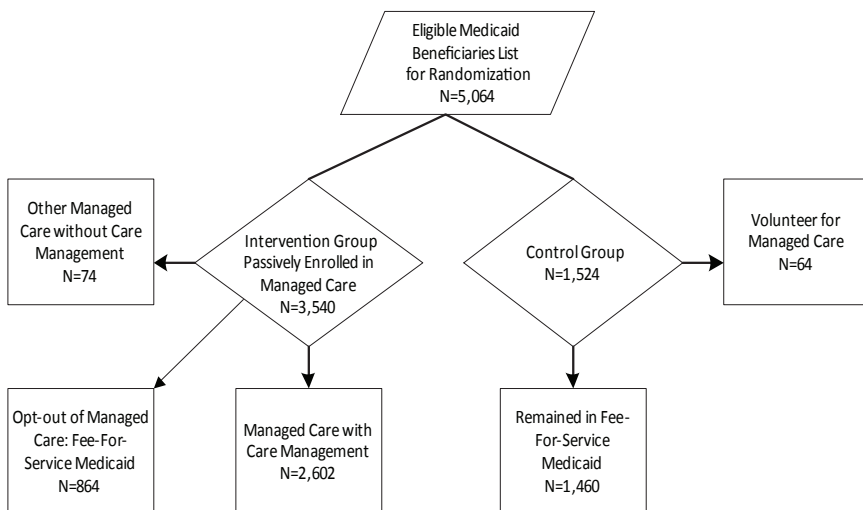 Eligible Medicaid
Beneficiaries List
for Randomization
N=5,064
Other Managed
Care without Care
Management
N=74
Intervention Group
Passively Enrolled in
Managed Care
N=3,540
Control Group
N=1,524
Volunteer for
Managed Care
N=64
Opt-out of Managed
Care: Fee-For-
Service Medicaid
N=864
Managed Care with
Care Management
N=2,602
Remained in Fee-
For-Service
Medicaid
N=1,460